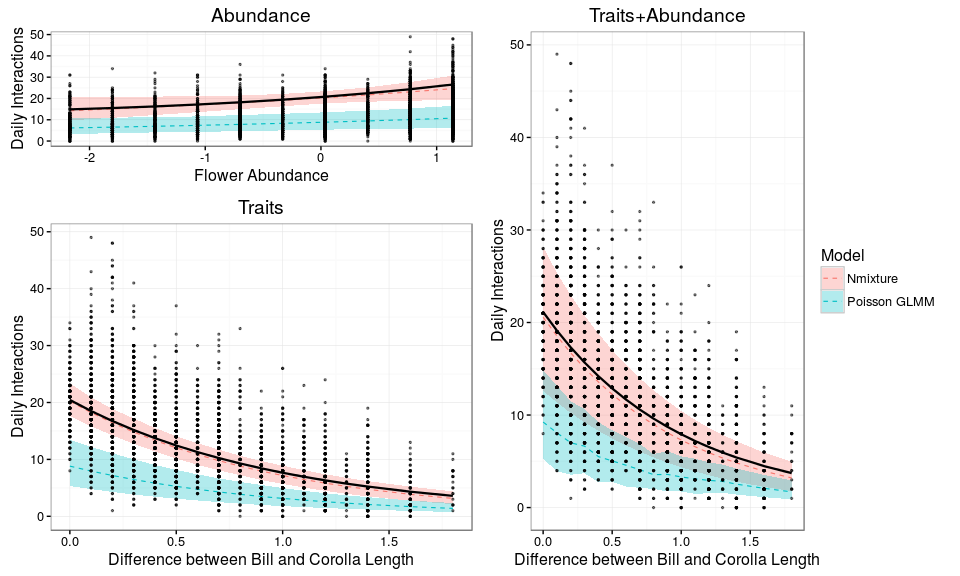 Abundance
Daily Interactions
50
40
30
20
10
0
-2
-1
0
1
Flower Abundance
Traits
Daily Interactions
50
40
30
20
10
0
0.0
0.5
1.0
1.5
Difference between Bill and Corolla Length
Traits+Abundance
Daily Interactions
50
40
30
20
10
0
0.0
0.5
1.0
1.5
Difference between Bill and Corolla Length
Model
Nmixture
Poisson GLMM